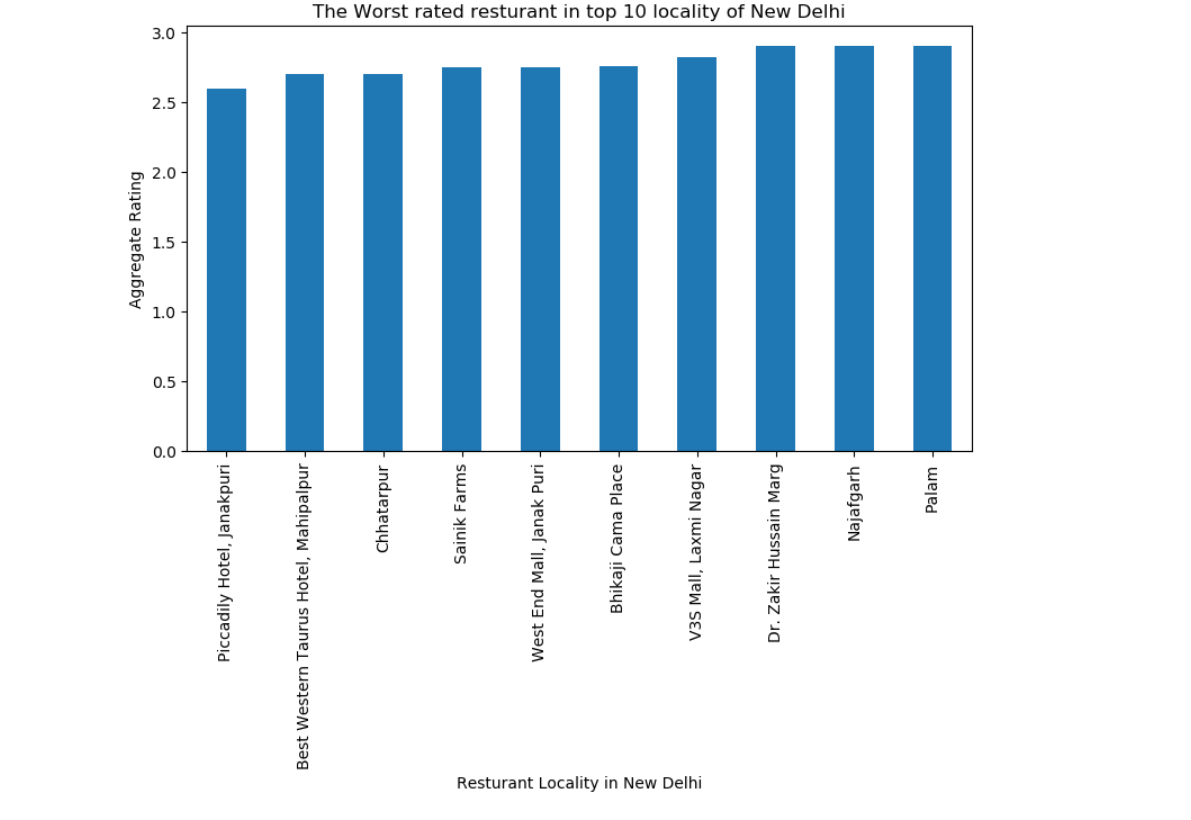 The Worst rated resturant in top 10 locality of New Delhi
3.0
2.5
2.0
1.5
1.0
0.5
0.0
Aggregate Rating
Piccadily Hotel, Janakpuri
Best Western Taurus Hotel, Mahipalpur
Chhatarpur
Sainik Farms
West End Mall, Janak Puri
Bhikaji Cama Place
V3S Mall, Laxmi Nagar
Dr. Zakir Hussain Marg
Najafgarh
Palam
Resturant Locality in New Delhi